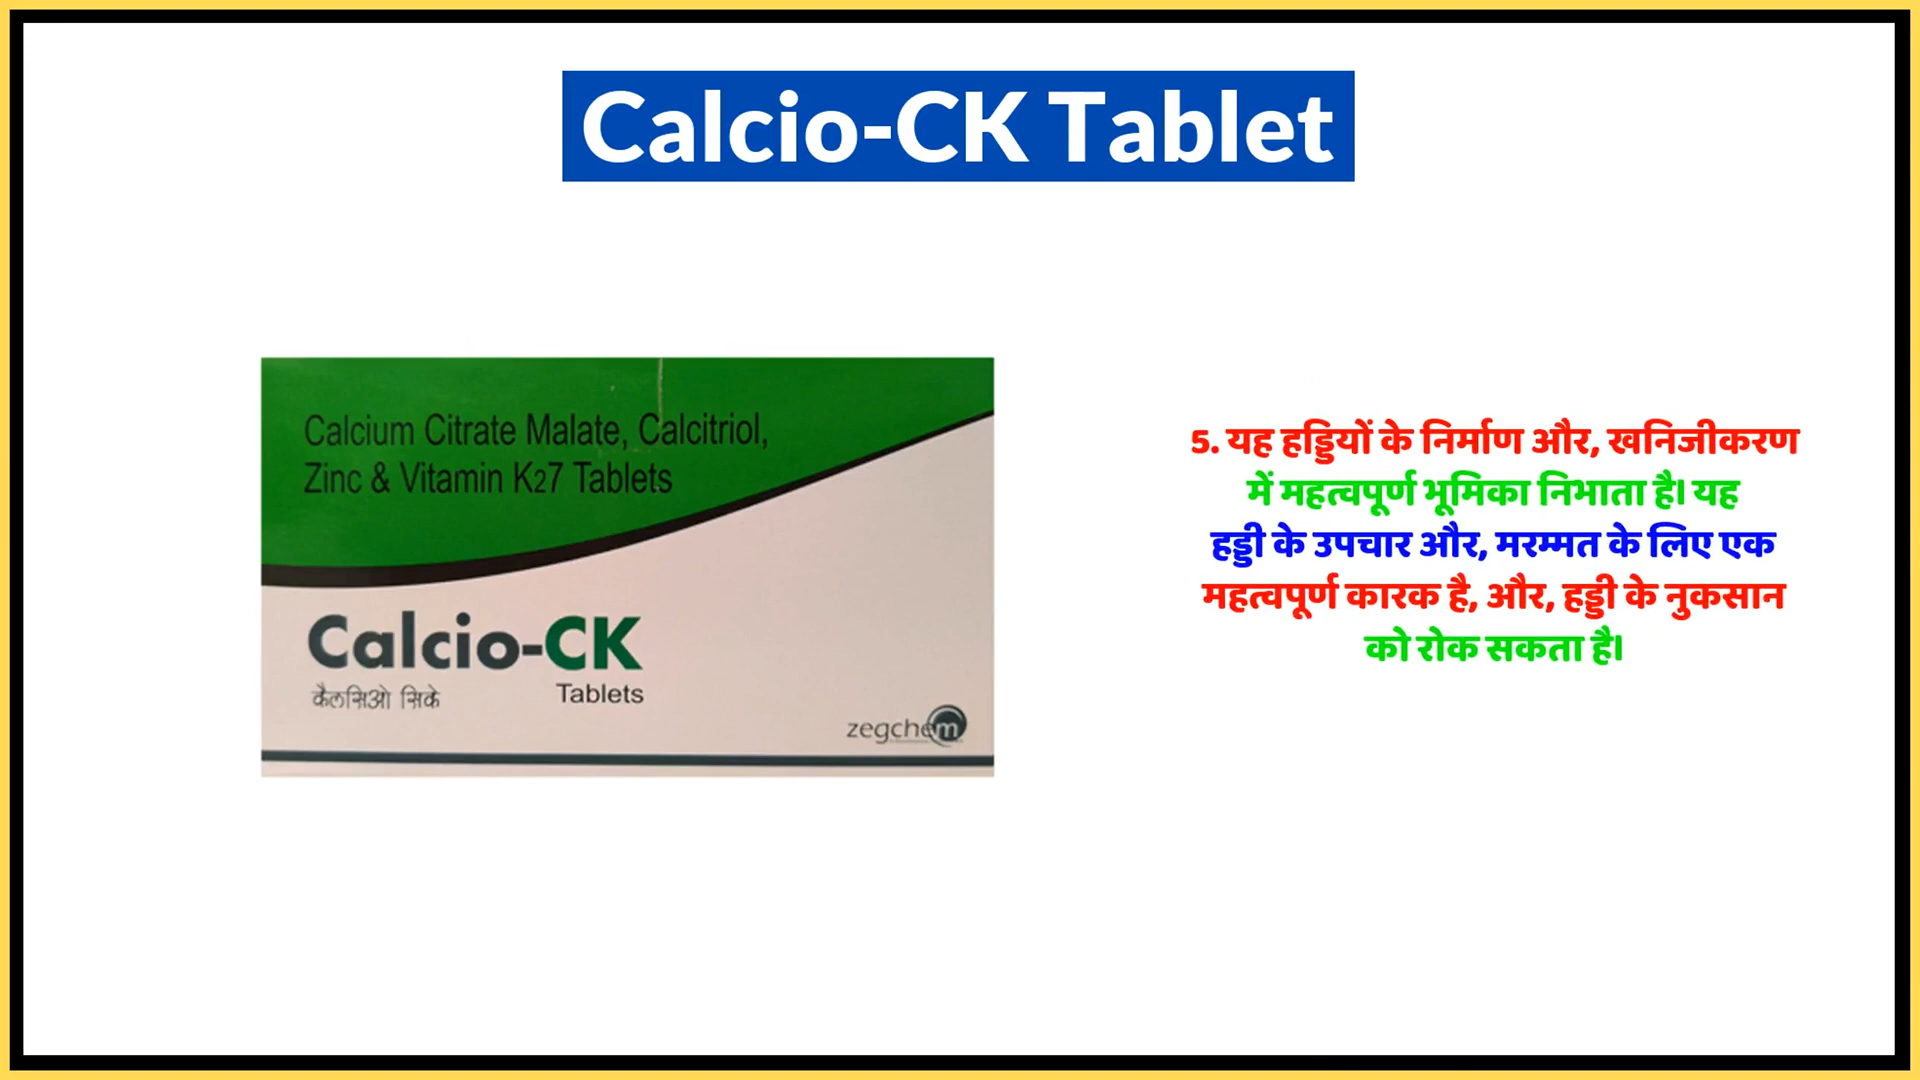 Calcio-CK Tablet
Calcium Citrate Malate, Calcitriol,
Zinc & Vitamin K27 Tablets
Calcio-CK
कैलसिओ सिके
Tablets
zegchem
5. यह हड्डियों के निर्माण और, खनिजीकरण
में महत्वपूर्ण भूमिका निभाता है। यह
हड्डी के उपचार और, मरम्मत के लिए एक
महत्वपूर्ण कारक है, और, हड्डी के नुकसान
को रोक सकता है।